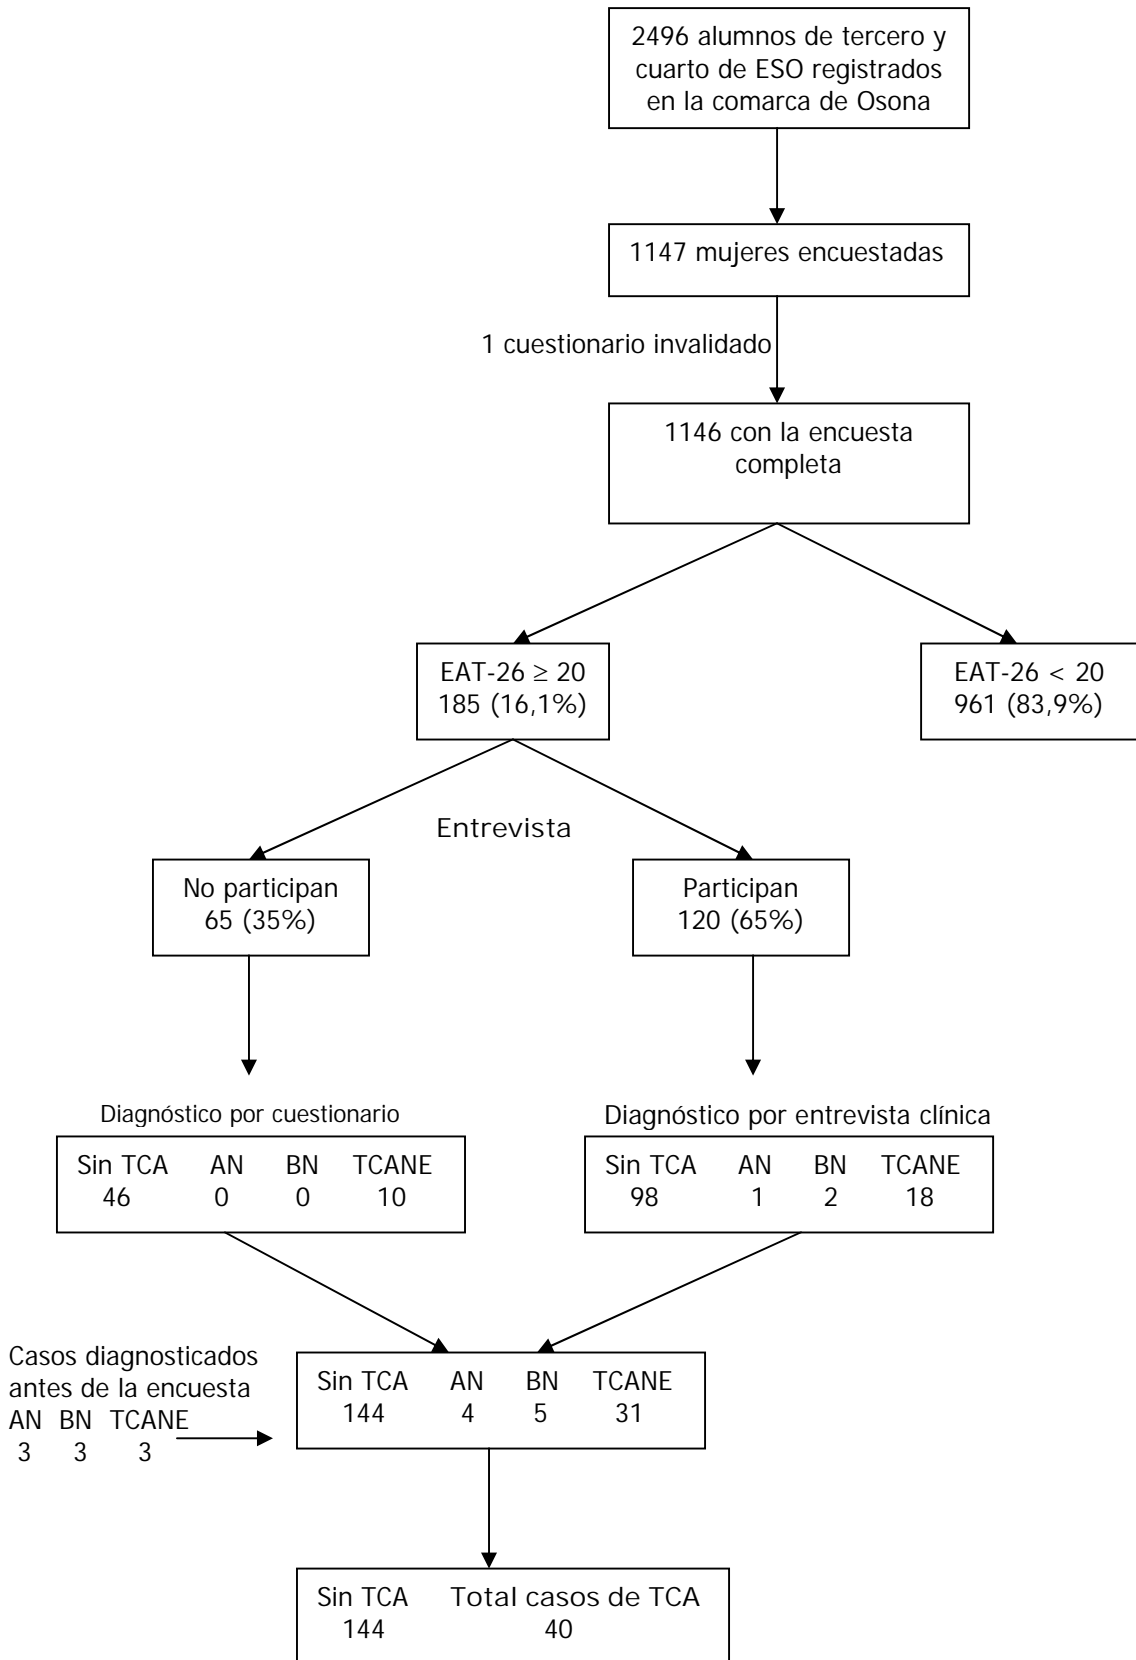 2496 alumnos de tercero y
cuarto de ESO registrados
en la comarca de Osona
1147 mujeres encuestadas
1 cuestionario invalidado
1146 con la encuesta
completa
EAT-26 ≥ 20
185 (16,1%)
EAT-26 < 20
961 (83,9%)
Entrevista
No participan
65 (35%)
Participan
120 (65%)
Diagnóstico por cuestionario
Sin TCA AN BN TCANE
46 0 0 10
Diagnóstico por entrevista clínica
Sin TCA AN BN TCANE
98 1 2 18
Casos diagnosticados
antes de la encuesta
AN BN TCANE
3 3 3
Sin TCA AN BN TCANE
144 4 5 31
Sin TCA Total casos de TCA
144 40